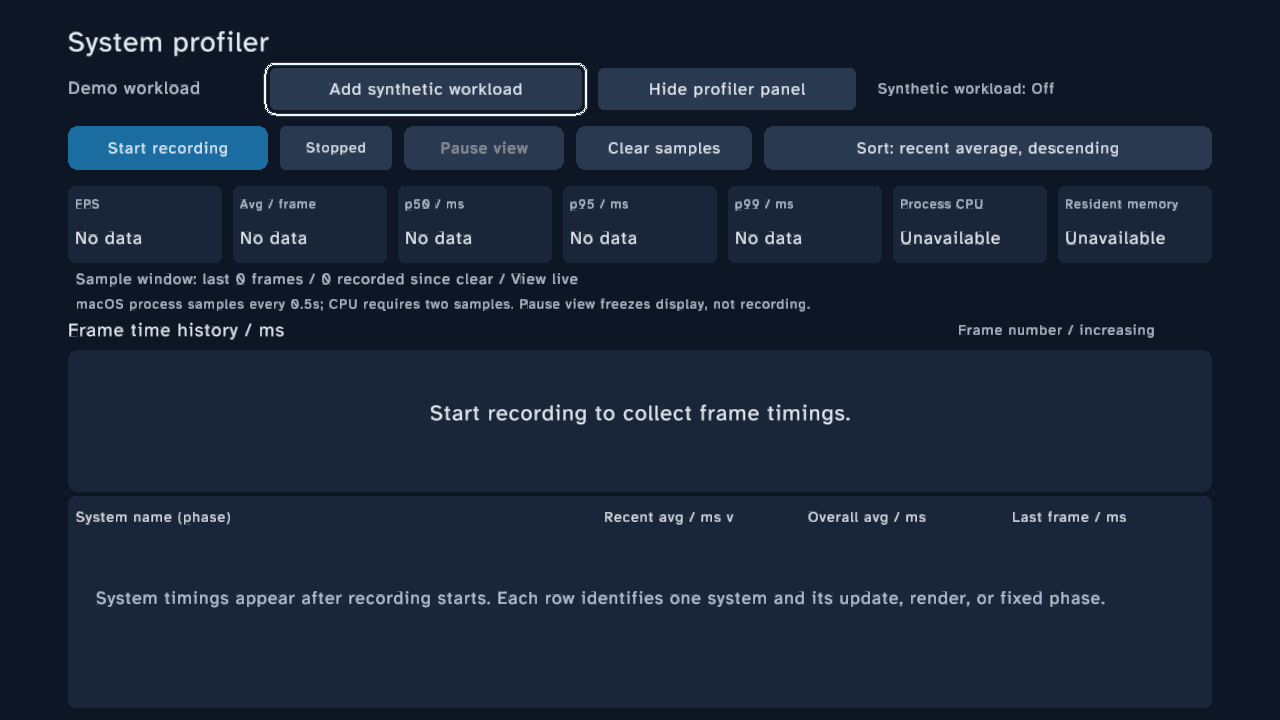 System profiler
Demo workload
Add synthetic workload
Hide profiler panel
Synthetic workload: Off
Start recording
Stopped
Pause view
Clear samples
Sort: recent average, descending
EPS
Avg / frame
p50 / ms
p95 / ms
p99 / ms
Process CPU
Resident memory
No data
No data
No data
No data
No data
Unavailable
Unavailable
Sample window: last 0 frames / 0 recorded since clear / View live
macOS process samples every 0.5s; CPU requires two samples. Pause view freezes display, not recording.
Frame time history / ms
Frame number / increasing
Start recording to collect frame timings.
System name (phase)
Recent avg / ms v
Overall avg / ms
Last frame / ms
System timings appear after recording starts. Each row identifies one system and its update, render, or fixed phase.